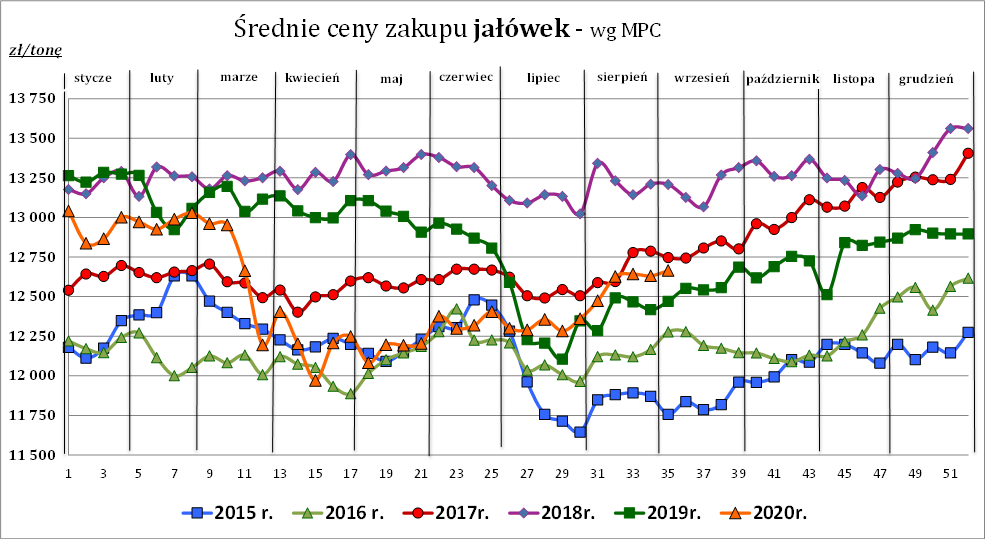 Średnie ceny zakupu jałówek - wg MPC
zł/tonę
stycze luty marze kwiecień maj czerwiec lipiec sierpień wrzesień październik listopa grudzień
13 750
13 500
13 250
13 000
12 750
12 500
12 250
12 000
11 750
11 500
1 3 5 7 9 11 13 15 17 19 21 23 25 27 29 31 33 35 37 39 41 43 45 47 49 51
2015 r. 2016 r. 2017r. 2018r. 2019r. 2020r.